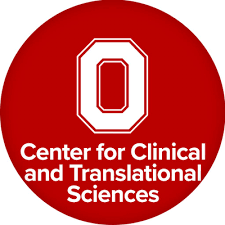 O
Center for Clinical
and Translational
Sciences